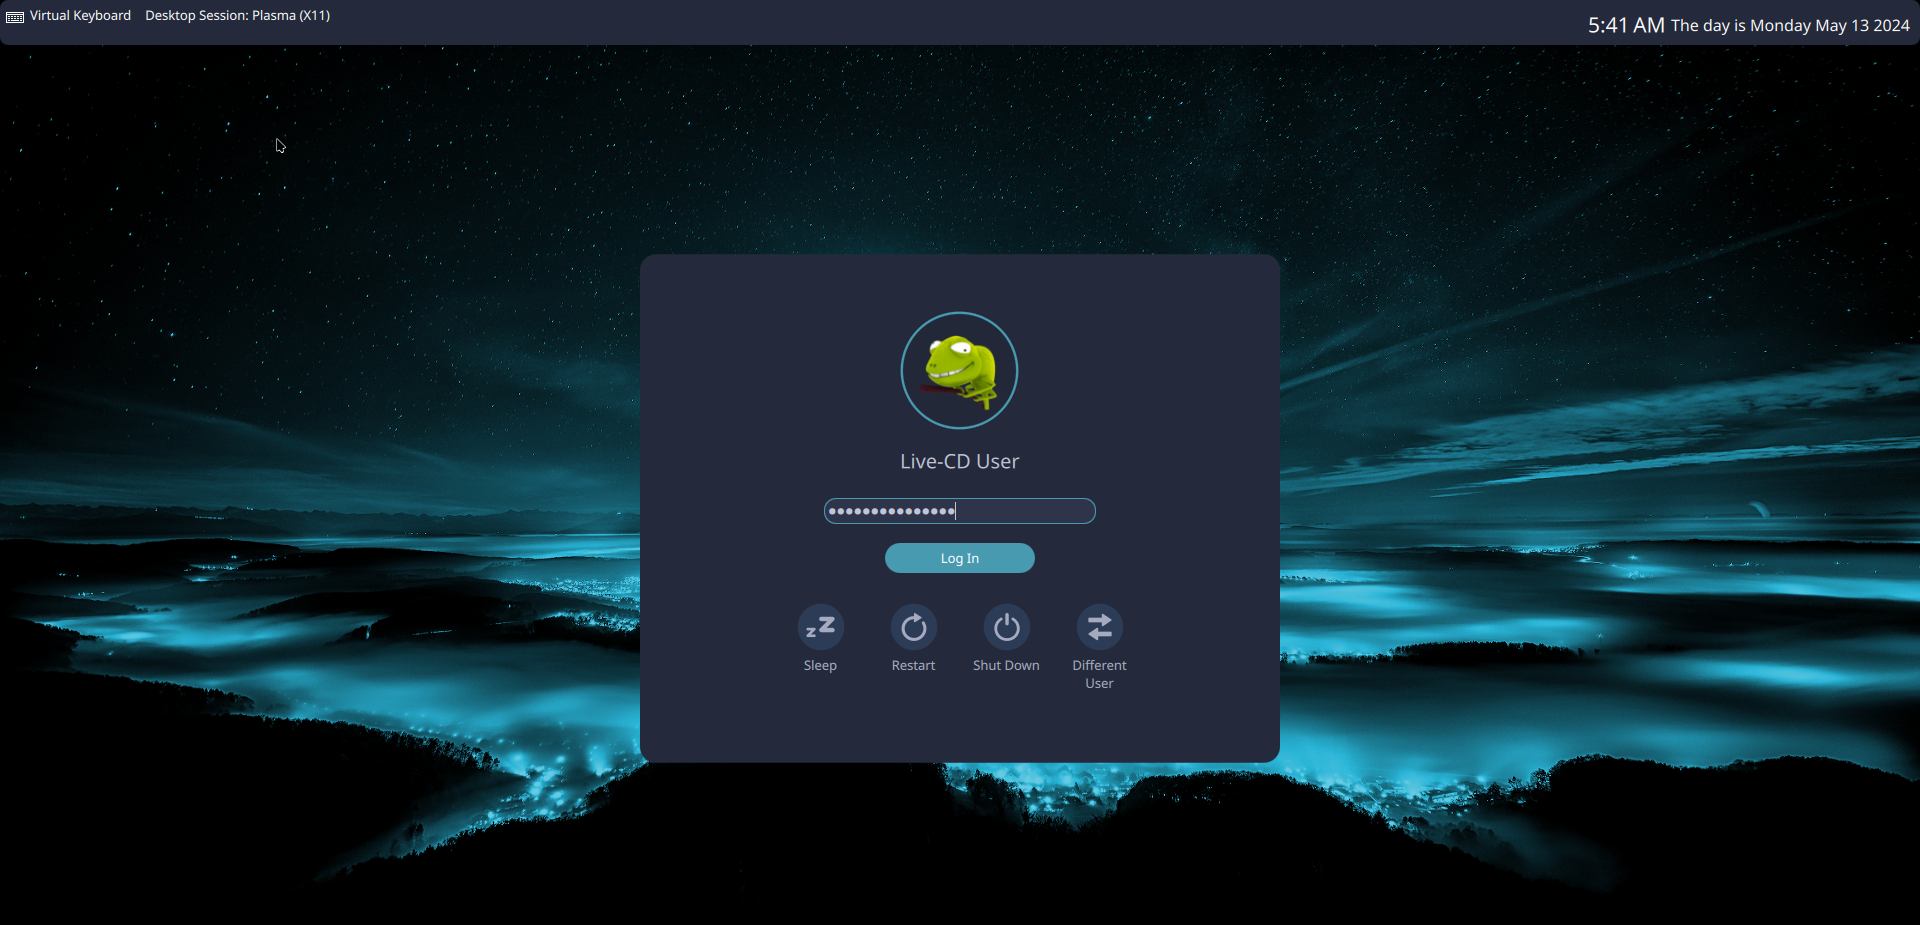 Virtual Keyboard
Desktop Session: Plasma (X11)
5:41 AM The day is Monday May 13 2024
Live-CD User
Log In
Sleep
Restart
Shut Down
Different
User